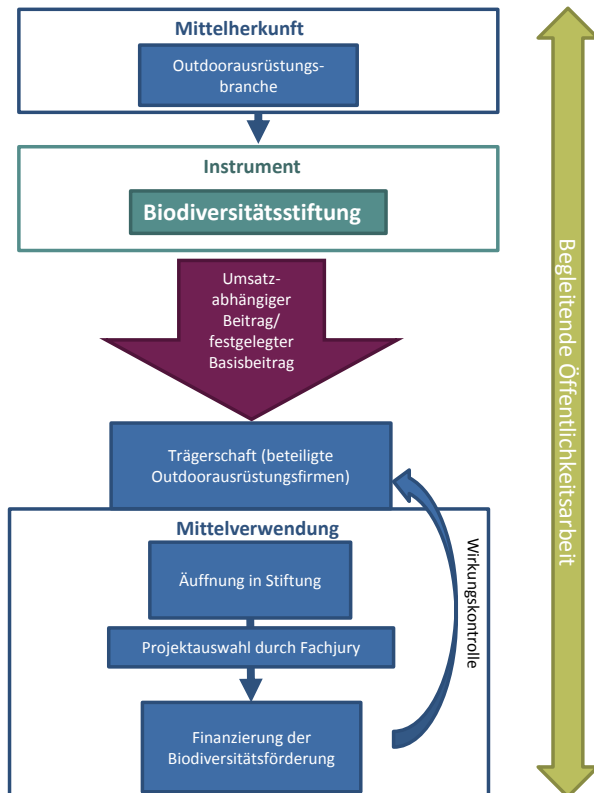 Mittelherkunft
Outdoorausrüstungs-
branche
Instrument
Biodiversitätsstiftung
Umsatz-
abhängiger
Beitrag/
festgelegter
Basisbeitrag
Trägerschaft (beteiligte
Outdoorausrüstungsfirmen)
Mittelverwendung
Äuffnung in Stiftung
Projektauswahl durch Fachjury
Finanzierung der
Biodiversitätsförderung
Wirkungskontrolle
Begleitende Öffentlichkeitsarbeit